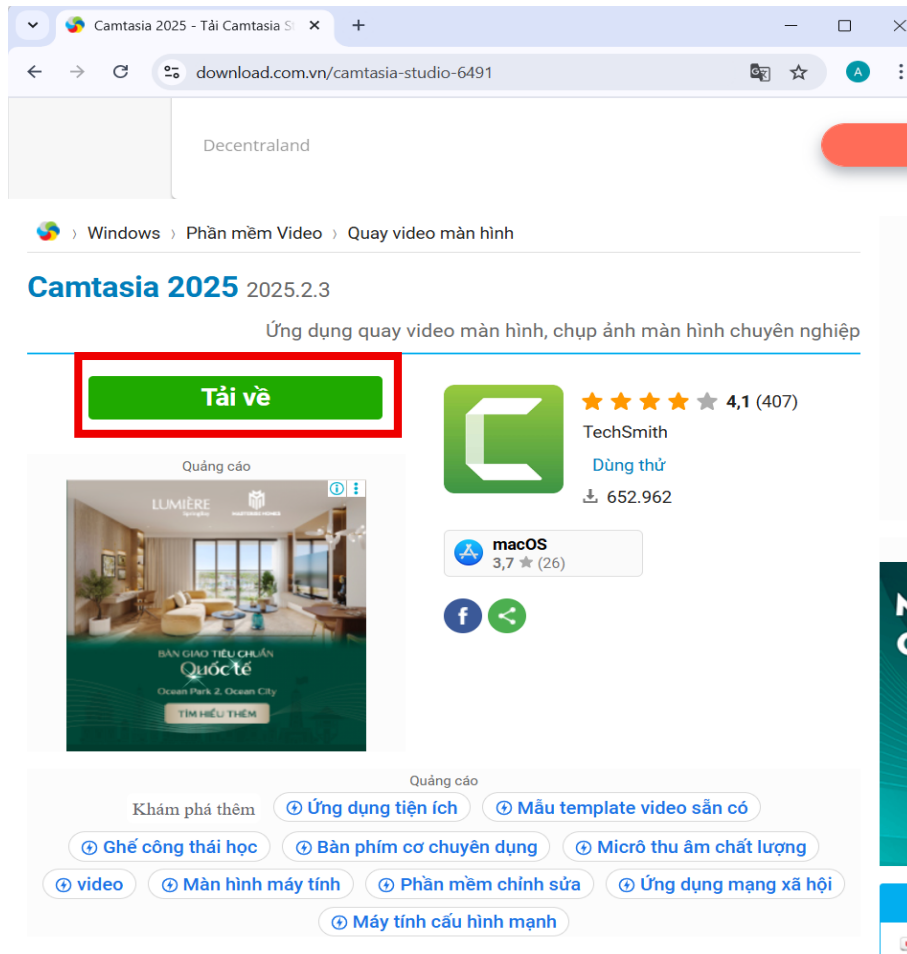 Camtasia 2025 - Tải Camtasia S
download.com.vn/camtasia-studio-6491
A
Decentraland
Windows › Phần mềm Video › Quay video màn hình
Camtasia 2025 2025.2.3
Ứng dụng quay video màn hình, chụp ảnh màn hình chuyên nghiệp
Tải về
4,1 (407)
TechSmith
Dùng thử
652.962
macOS
3,7 ★ (26)
Quảng cáo
LUMIÈRE
BÀN GIAO TIÊU CHUẨN
Quốc tế
Ocean Park 2, Ocean City
TÌM HIỂU THÊM
Quảng cáo
Khám phá thêm
Ứng dụng tiện ích
Mẫu template video sẵn có
Ghế công thái học
Bàn phím cơ chuyên dụng
Micrô thu âm chất lượng
video
Màn hình máy tính
Phần mềm chỉnh sửa
Ứng dụng mạng xã hội
Máy tính cấu hình mạnh